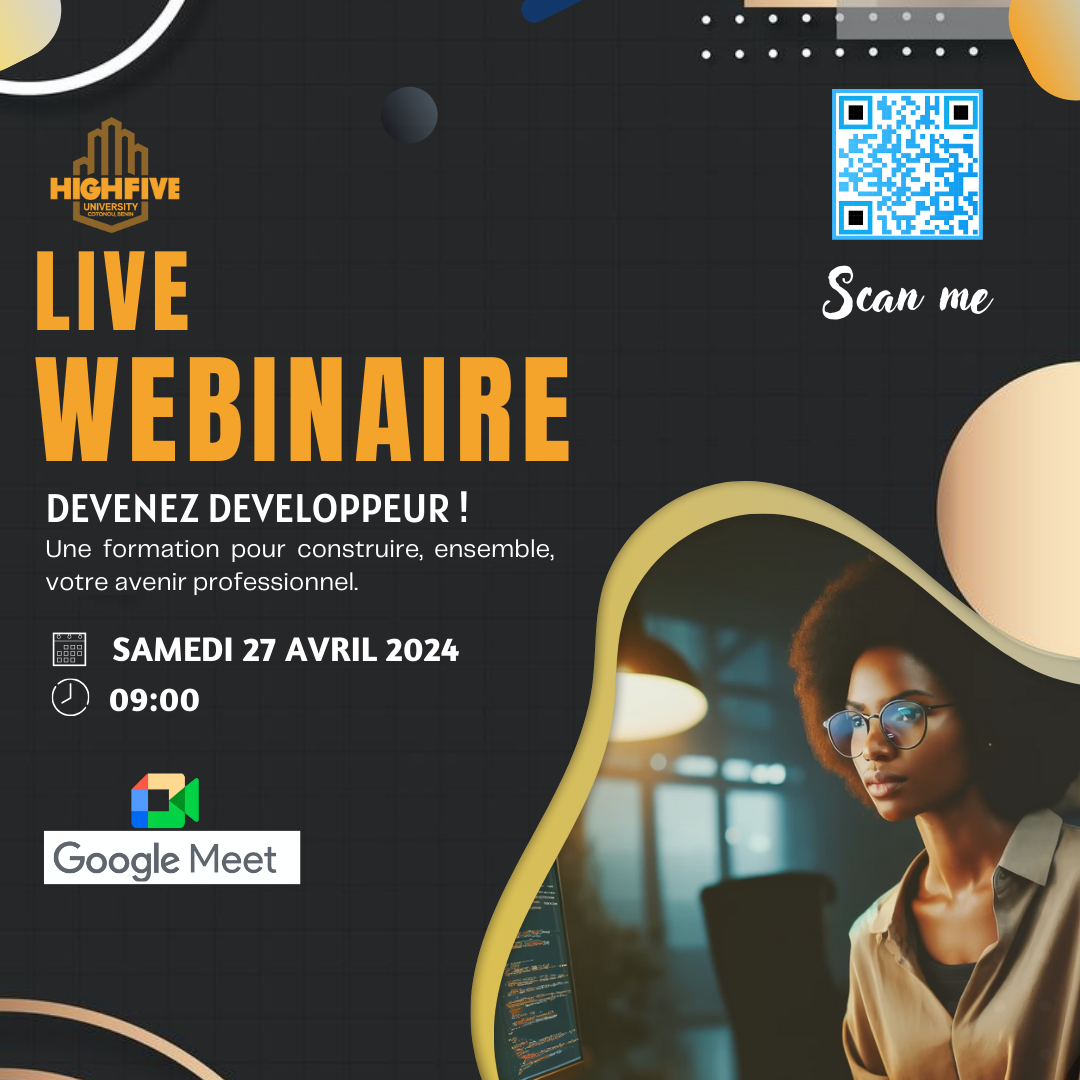 HIGHFIVE
UNIVERSITY
COTONOU, BENIN
Scan me
LIVE
WEBINAIRE
DEVENEZ DEVELOPPEUR !
Une formation pour construire, ensemble,
votre avenir professionnel.
SAMEDI 27 AVRIL 2024
09:00
Google Meet